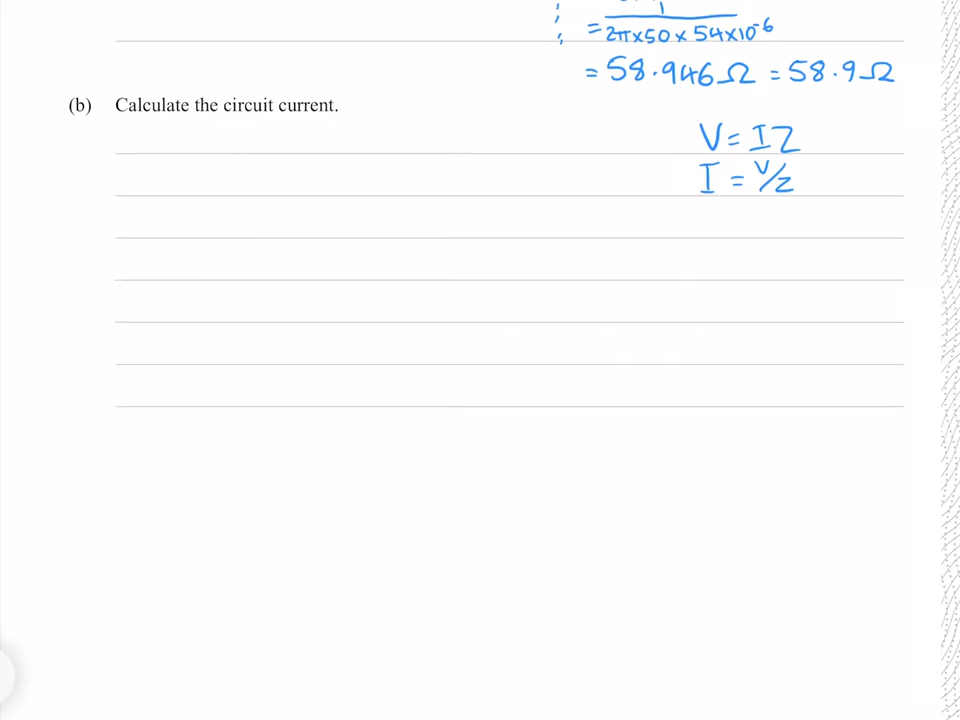 = 1
2π×50 × 54×10⁻⁶
= 58.946Ω = 58.9Ω
(b) Calculate the circuit current.
V = IZ
I = V/Z